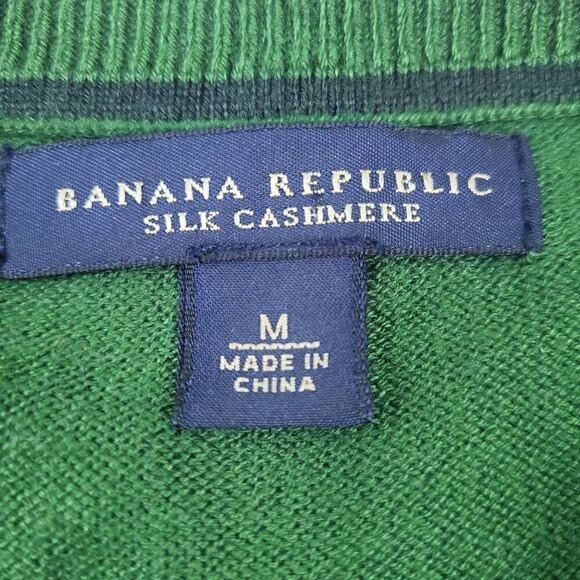 BANANA REPUBLIC
SILK CASHMERE
M
MADE IN
CHINA